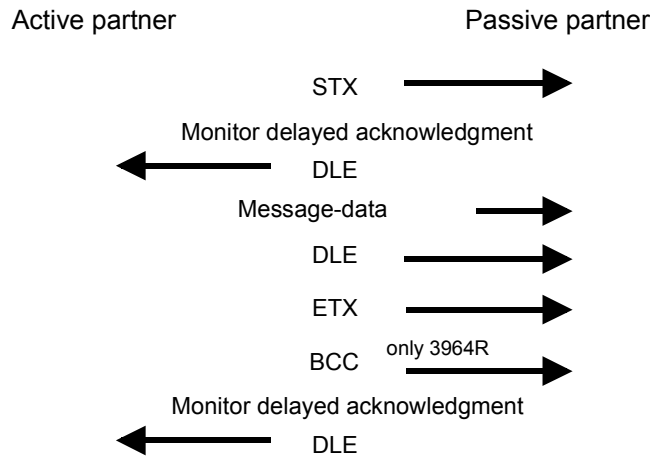 Active partner Passive partner
STX
Monitor delayed acknowledgment
DLE
Message-data
DLE
ETX
BCC only 3964R
Monitor delayed acknowledgment
DLE